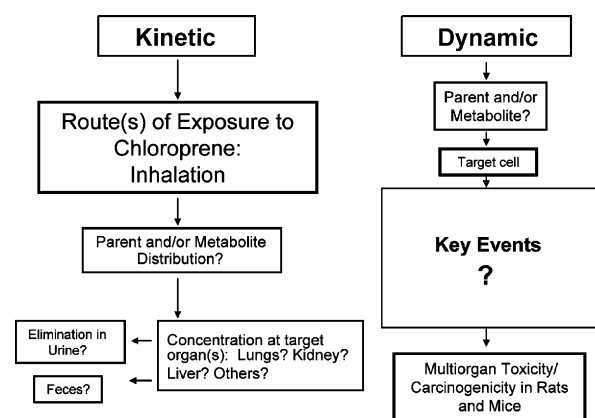 Kinetic
Route(s) of Exposure to
Chloroprene:
Inhalation
Parent and/or Metabolite
Distribution?
Concentration at target
organ(s): Lungs? Kidney?
Liver? Others?
Elimination in
Urine?
Feces?
Dynamic
Parent and/or
Metabolite?
Target cell
Key Events
?
Multiorgan Toxicity/
Carcinogenicity in Rats
and Mice